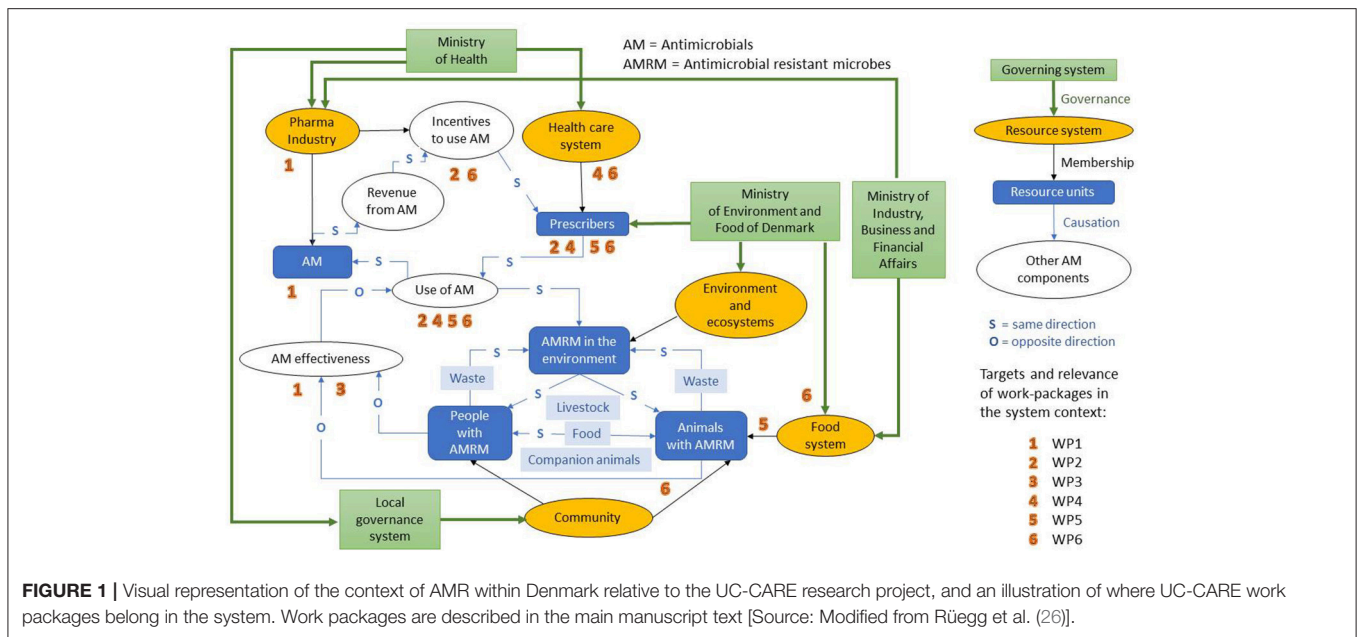 Ministry
of Health
AM = Antimicrobials
AMRM = Antimicrobial resistant microbes
Governing system
Governance
Pharma
Industry
Incentives
to use AM
Health care
system
Resource system
1
S
2 6
S
4 6
Membership
Revenue
from AM
Ministry
of Environment and
Food of Denmark
Ministry of
Industry,
Business and
Financial
Affairs
Resource units
Prescribers
2 4 5 6
Causation
S
AM
S
S
Other AM
components
1
O
Use of AM
S
2 4 5 6
Environment
and
ecosystems
S = same direction
O = opposite direction
AM effectiveness
1 3
AMRM in the
environment
S
S
Waste
Waste
S
S
Targets and relevance
of work-packages in
the system context:
6
Livestock
O
O
People
with
AMRM
S
Food
Animals
with AMRM
5
Food
system
Companion animals
6
1 WP1
2 WP2
3 WP3
4 WP4
5 WP5
6 WP6
Local
governance
system
Community
FIGURE 1 | Visual representation of the context of AMR within Denmark relative to the UC-CARE research project, and an illustration of where UC-CARE work
packages belong in the system. Work packages are described in the main manuscript text [Source: Modified from Rüegg et al. (26)].